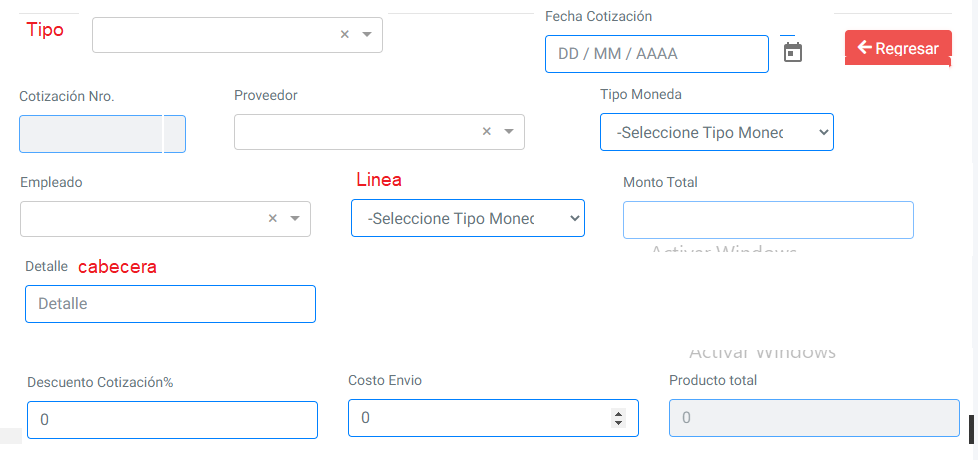 Fecha Cotización
Tipo
DD / MM / AAAA
Regresar
Cotización Nro.
Proveedor
Tipo Moneda
-Seleccione Tipo Monec
Empleado
Linea
Monto Total
-Seleccione Tipo Monec
Activar Windows
Detalle cabecera
Detalle
Activar Windows
Descuento Cotización%
Costo Envio
Producto total
0
0
0